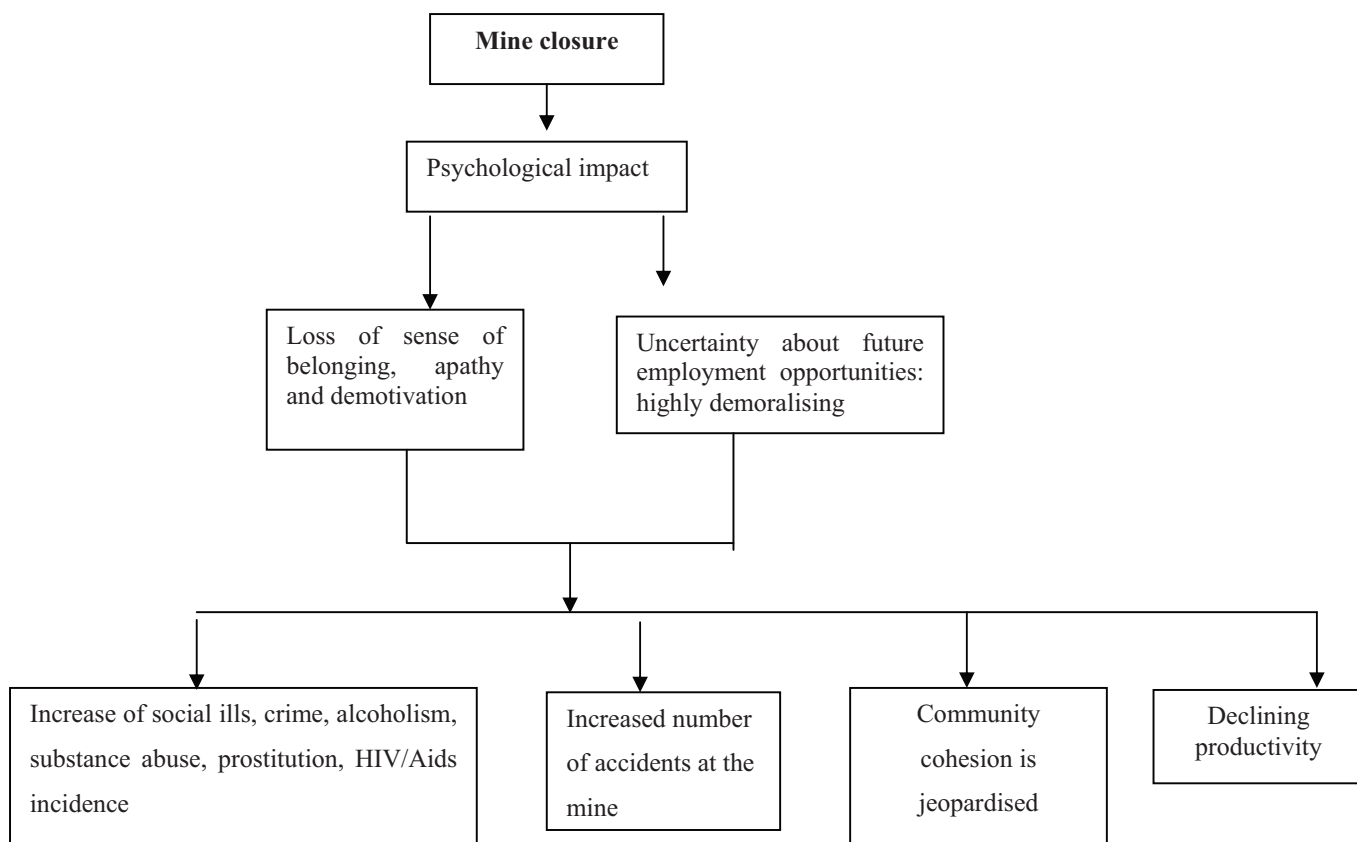 Mine closure
Psychological impact
Loss of sense of
belonging, apathy
and demotivation
Uncertainty about future
employment opportunities:
highly demoralising
Increase of social ills, crime, alcoholism,
substance abuse, prostitution, HIV/Aids
incidence
Increased number
of accidents at the
mine
Community
cohesion is
jeopardised
Declining
productivity